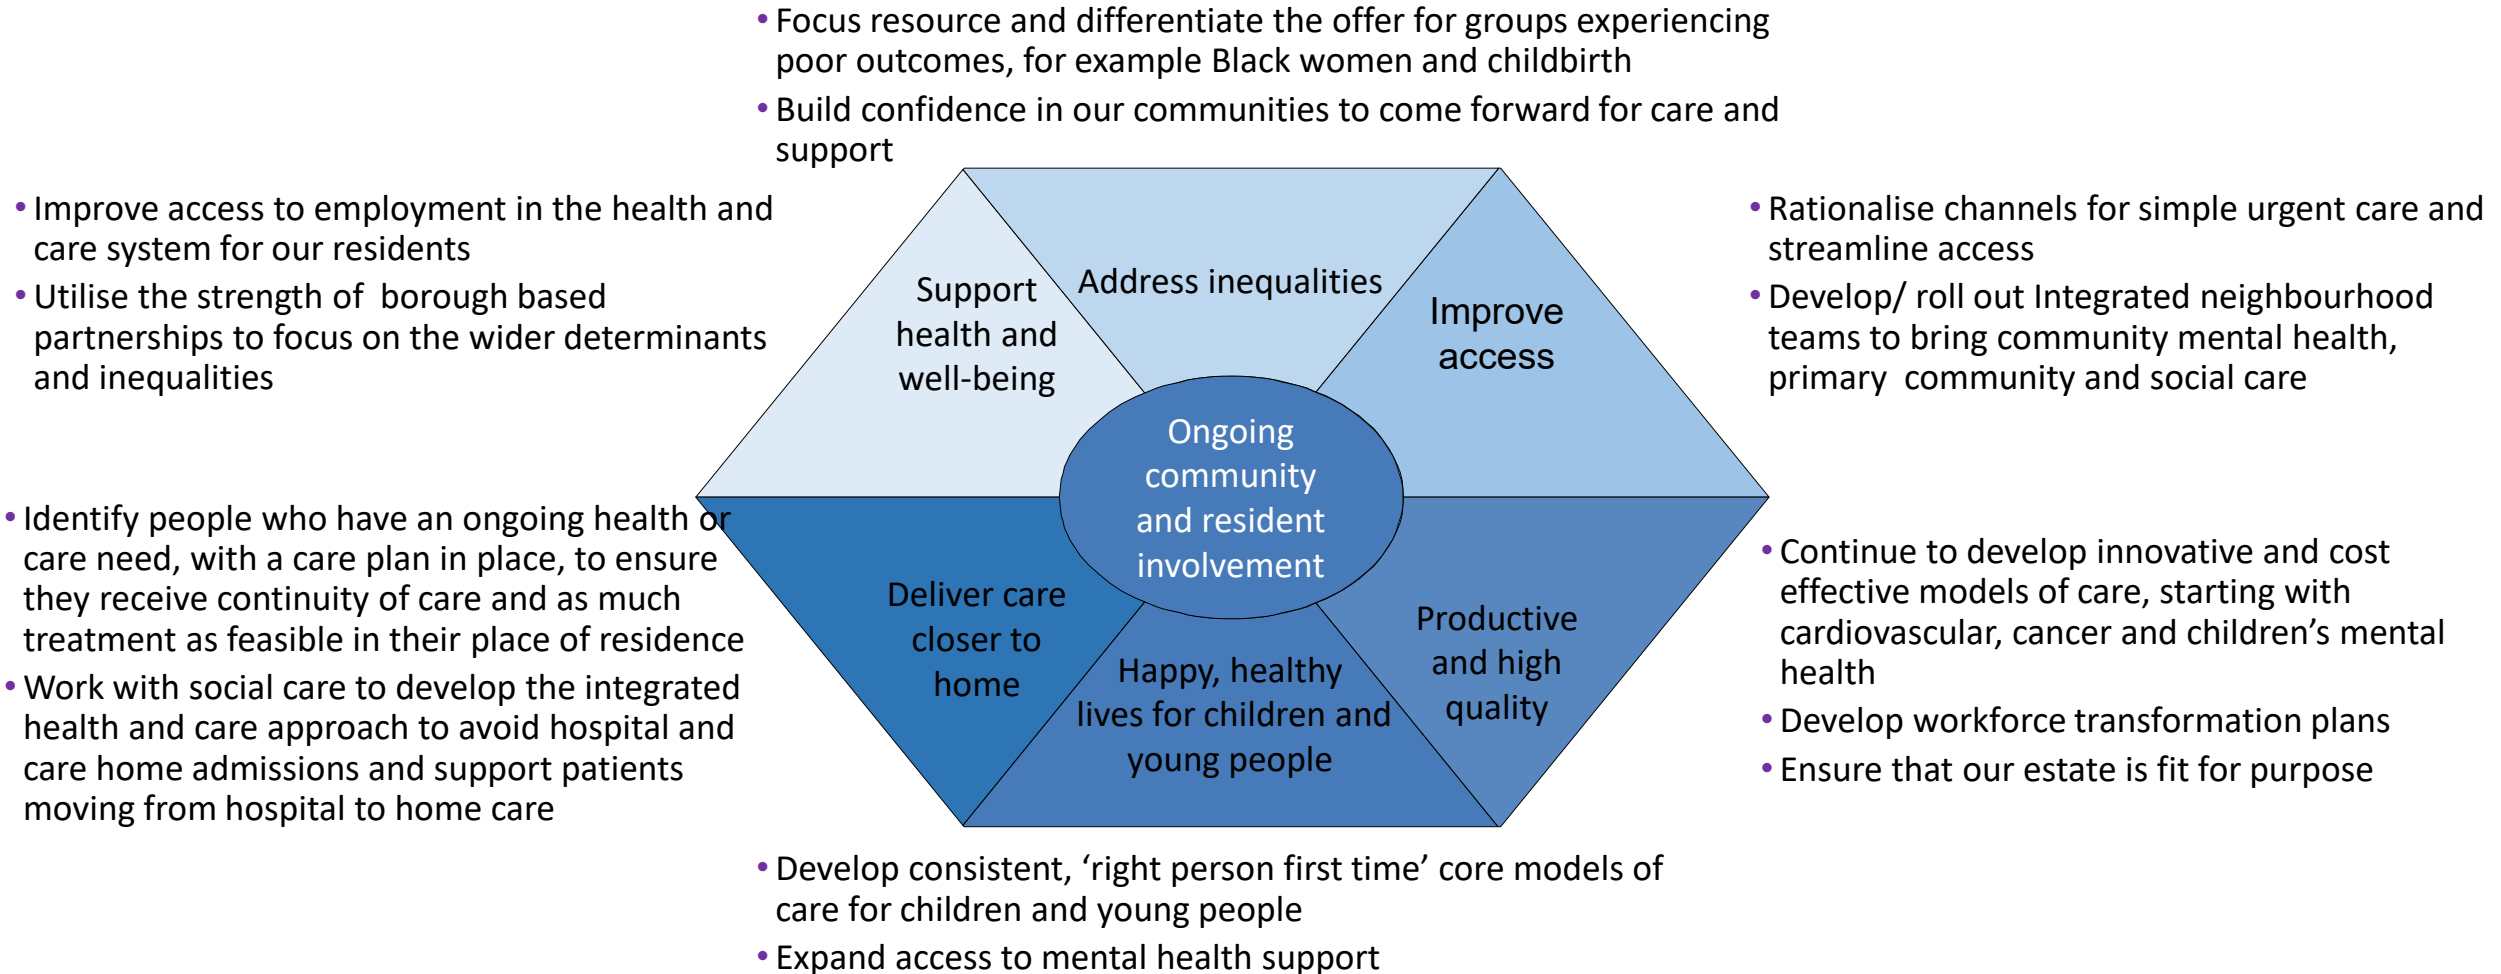 • Focus resource and differentiate the offer for groups experiencing
poor outcomes, for example Black women and childbirth
• Build confidence in our communities to come forward for care and
support
• Improve access to employment in the health and
care system for our residents
• Utilise the strength of  borough based
partnerships to focus on the wider determinants
and inequalities
Support
health and
well-being
Address inequalities
Improve
access
• Rationalise channels for simple urgent care and
streamline access
• Develop/ roll out Integrated neighbourhood
teams to bring community mental health,
primary  community and social care
Ongoing
community
and resident
involvement
• Identify people who have an ongoing health or
care need, with a care plan in place, to ensure
they receive continuity of care and as much
treatment as feasible in their place of residence
• Work with social care to develop the integrated
health and care approach to avoid hospital and
care home admissions and support patients
moving from hospital to home care
Deliver care
closer to
home
Happy, healthy
lives for children and
young people
Productive
and high
quality
• Continue to develop innovative and cost
effective models of care, starting with
cardiovascular, cancer and children’s mental
health
• Develop workforce transformation plans
• Ensure that our estate is fit for purpose
• Develop consistent, ‘right person first time’ core models of
care for children and young people
• Expand access to mental health support